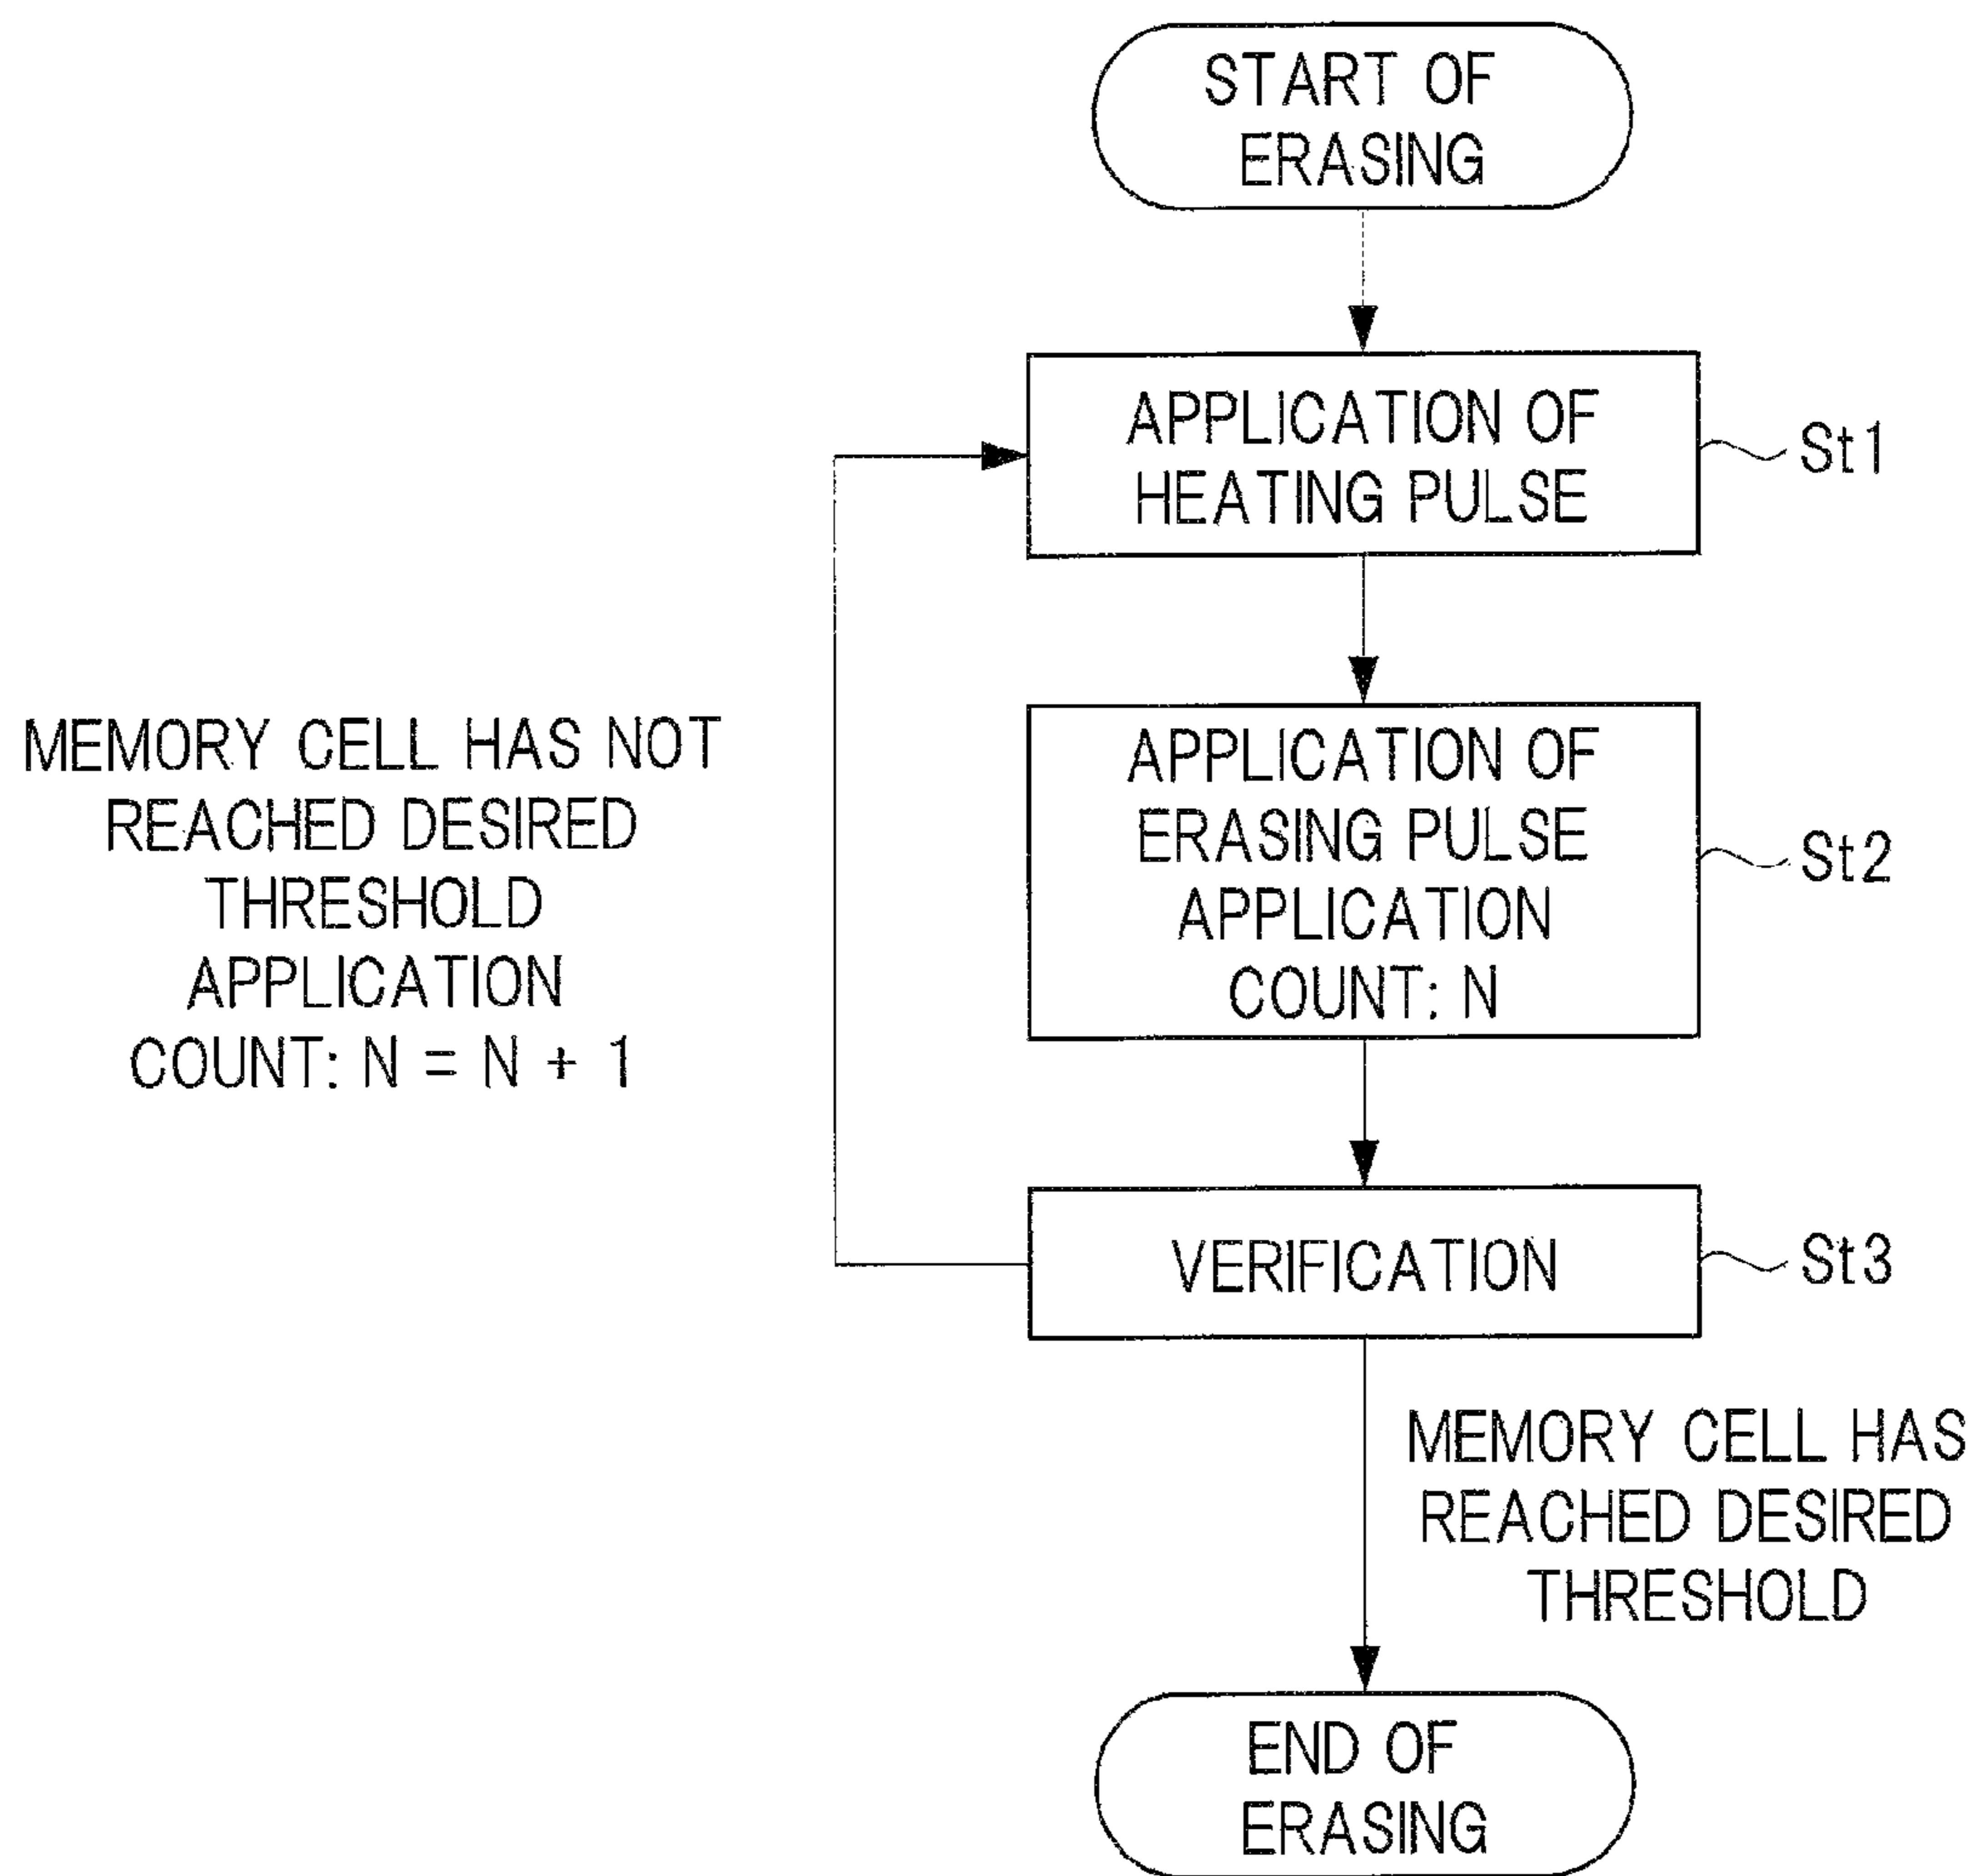 START OF
ERASING
APPLICATION OF
HEATING PULSE
St1
MEMORY CELL HAS NOT
REACHED DESIRED
THRESHOLD
APPLICATION
COUNT: N = N + 1
APPLICATION OF
ERASING PULSE
APPLICATION
COUNT: N
St2
VERIFICATION
St3
MEMORY CELL HAS
REACHED DESIRED
THRESHOLD
END OF
ERASING